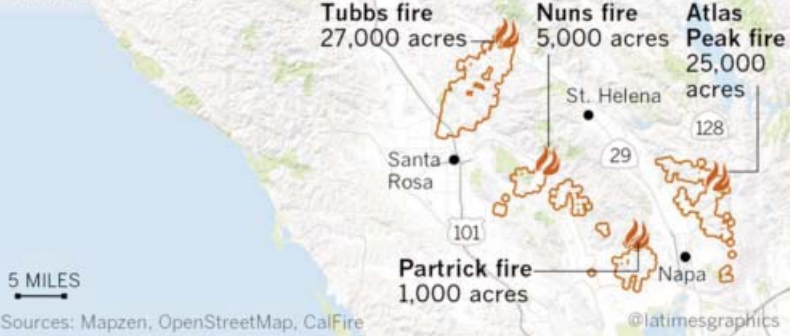 Tubbs fire
27,000 acres
Nuns fire
5,000 acres
Atlas
Peak fire
25,000
acres
St. Helena
128
29
Santa
Rosa
101
Partrick fire
1,000 acres
Napa
5 MILES
Sources: Mapzen, OpenStreetMap, CalFire
@latimesgraphics